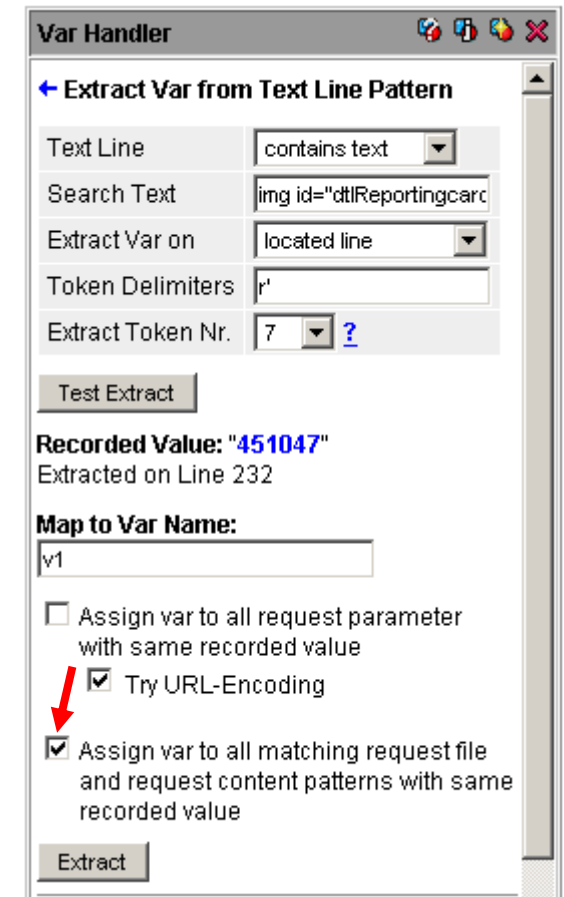 Var Handler
Extract Var from Text Line Pattern
Text Line contains text
Search Text img id="dtlReportingcarc
Extract Var on located line
Token Delimiters r'
Extract Token Nr. 7 ?
Test Extract
Recorded Value: "451047"
Extracted on Line 232
Map to Var Name:
v1
Assign var to all request parameter
with same recorded value
Try URL-Encoding
Assign var to all matching request file
and request content patterns with same
recorded value
Extract